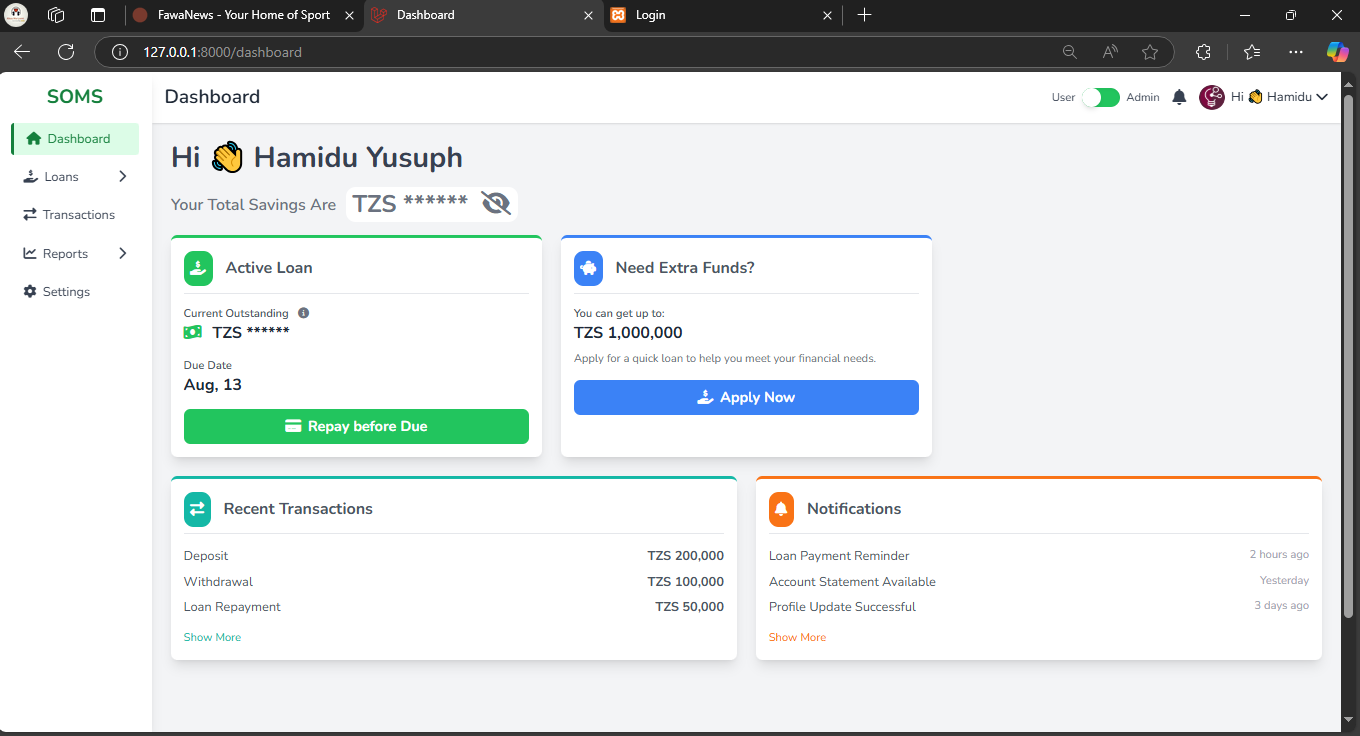 FawaNews - Your Home of Sport
Dashboard
Login
127.0.0.1:8000/dashboard
SOMS
Dashboard
Loans
Transactions
Reports
Settings
Dashboard
User
Admin
Hi 👋 Hamidu
Hi 👋 Hamidu Yusuph
Your Total Savings Are TZS ******
Active Loan
Current Outstanding
TZS ******
Due Date
Aug, 13
Repay before Due
Need Extra Funds?
You can get up to:
TZS 1,000,000
Apply for a quick loan to help you meet your financial needs.
Apply Now
Recent Transactions
Deposit TZS 200,000
Withdrawal TZS 100,000
Loan Repayment TZS 50,000
Show More
Notifications
Loan Payment Reminder 2 hours ago
Account Statement Available Yesterday
Profile Update Successful 3 days ago
Show More